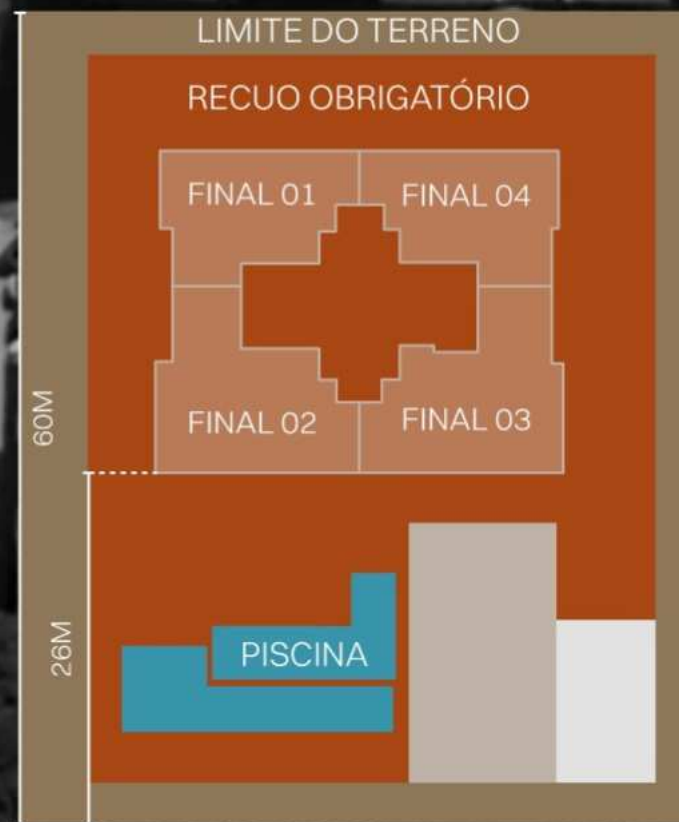 LIMITE DO TERRENO
RECUO OBRIGATÓRIO
FINAL 01
FINAL 04
60M
FINAL 02
FINAL 03
26M
PISCINA